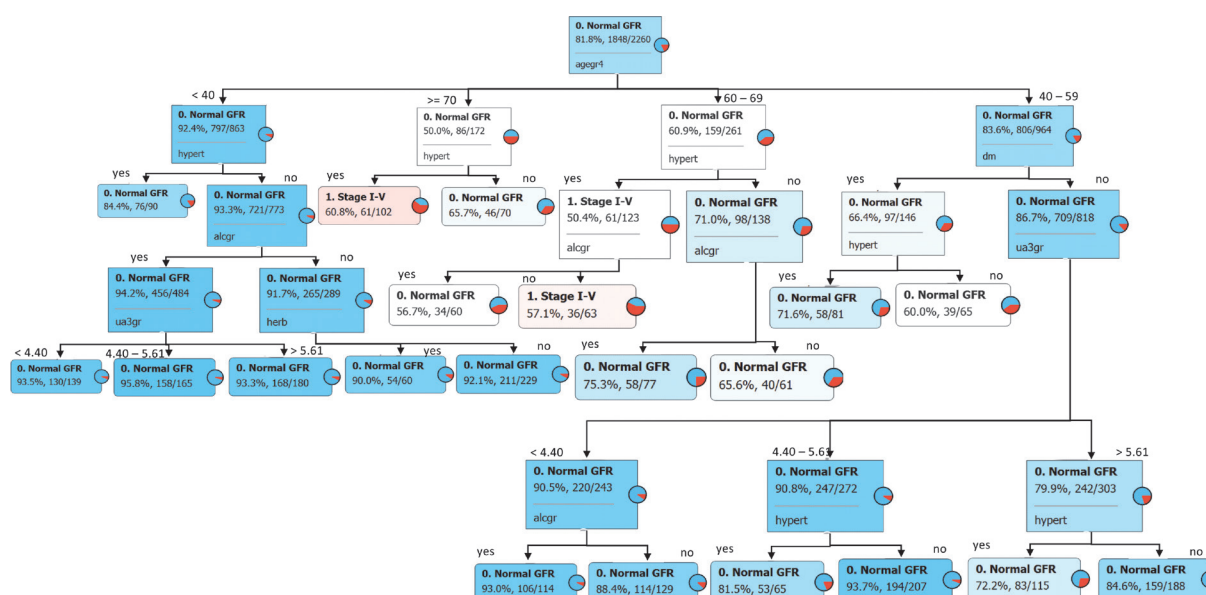 0. Normal GFR
81.8%, 1848/2260
agegr4
< 40
>= 70
60 – 69
40 – 59
0. Normal GFR
92.4%, 797/863
hypert
0. Normal GFR
50.0%, 86/172
hypert
0. Normal GFR
60.9%, 159/261
hypert
0. Normal GFR
83.6%, 806/964
dm
yes
no
yes
no
yes
no
yes
no
0. Normal GFR
84.4%, 76/90
0. Normal GFR
93.3%, 721/773
alcgr
1. Stage I-V
60.8%, 61/102
0. Normal GFR
65.7%, 46/70
1. Stage I-V
50.4%, 61/123
alcgr
0. Normal GFR
71.0%, 98/138
alcgr
0. Normal GFR
66.4%, 97/146
hypert
0. Normal GFR
86.7%, 709/818
ua3gr
yes
no
yes
no
yes
no
0. Normal GFR
94.2%, 456/484
ua3gr
0. Normal GFR
91.7%, 265/289
herb
0. Normal GFR
56.7%, 34/60
1. Stage I-V
57.1%, 36/63
0. Normal GFR
71.6%, 58/81
0. Normal GFR
60.0%, 39/65
< 4.40
4.40 – 5.61
> 5.61
yes
no
yes
no
0. Normal GFR
93.5%, 130/139
0. Normal GFR
95.8%, 158/165
0. Normal GFR
93.3%, 168/180
0. Normal GFR
90.0%, 54/60
0. Normal GFR
92.1%, 211/229
0. Normal GFR
75.3%, 58/77
0. Normal GFR
65.6%, 40/61
< 4.40
4.40 – 5.61
> 5.61
0. Normal GFR
90.5%, 220/243
alcgr
0. Normal GFR
90.8%, 247/272
hypert
0. Normal GFR
79.9%, 242/303
hypert
yes
no
yes
no
yes
no
0. Normal GFR
93.0%, 106/114
0. Normal GFR
88.4%, 114/129
0. Normal GFR
81.5%, 53/65
0. Normal GFR
93.7%, 194/207
0. Normal GFR
72.2%, 83/115
0. Normal GFR
84.6%, 159/188